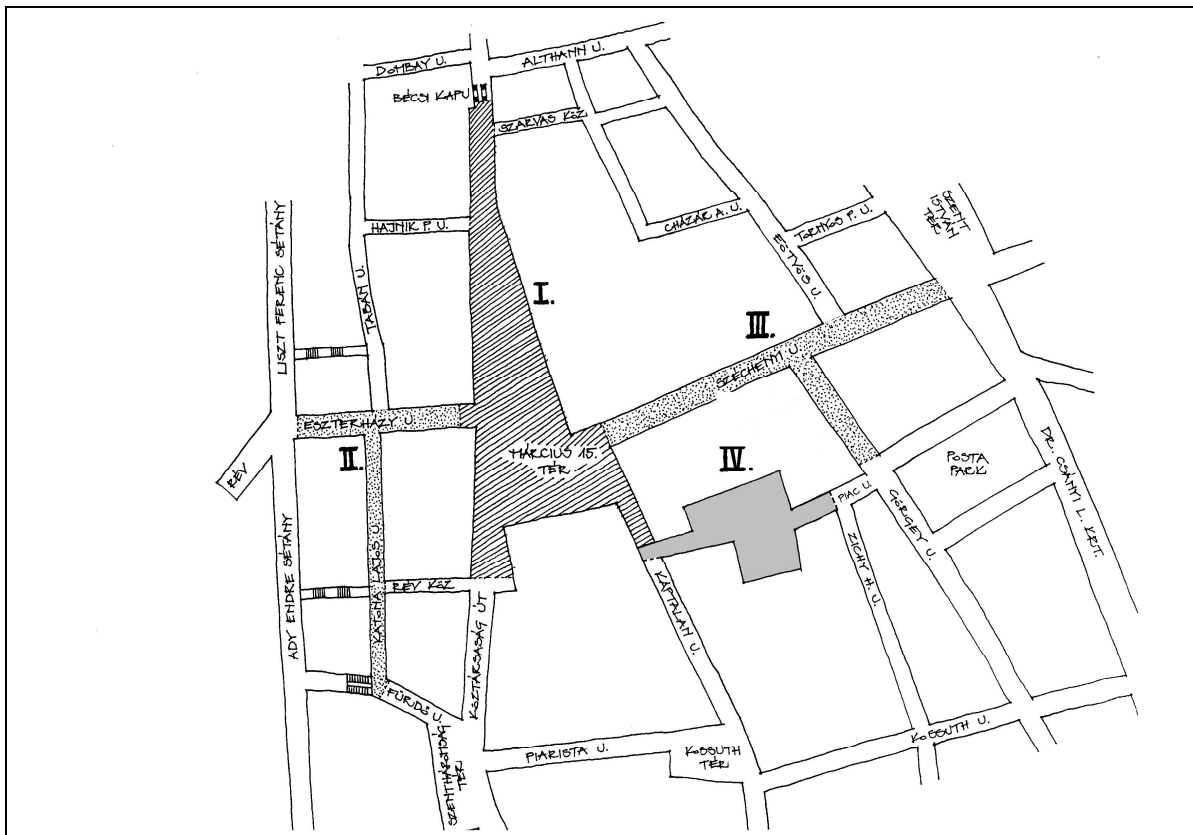 DOMBAY U.
ALTHANN U.
BÉCSI KAPU
SZARVAS KÖZ
HAJNIK P. U.
CHÁZÁR A. U.
TORNYOS P. U.
SZENT
ISTVÁN
TÉR
EÖTVÖS U.
LISZT FERENC SÉTÁNY
TABÁN U.
I.
III.
SZÉCHENYI U.
ESZTERHÁZY U.
II.
MÁRCIUS 15.
TÉR
IV.
RÉV
POSTA
PARK
PIAC U.
GÖRGEY U.
DR. CSÁNYI L. KRT.
ADY ENDRE SÉTÁNY
KATONA LAJOS U.
RÉV KÖZ
ZICHY H. U.
KÁPTALAN U.
KÖZTÁRSASÁG ÚT
FÜRDŐ U.
SZENTHÁROMSÁG
TÉR
PIARISTA U.
KOSSUTH
TÉR
KOSSUTH U.